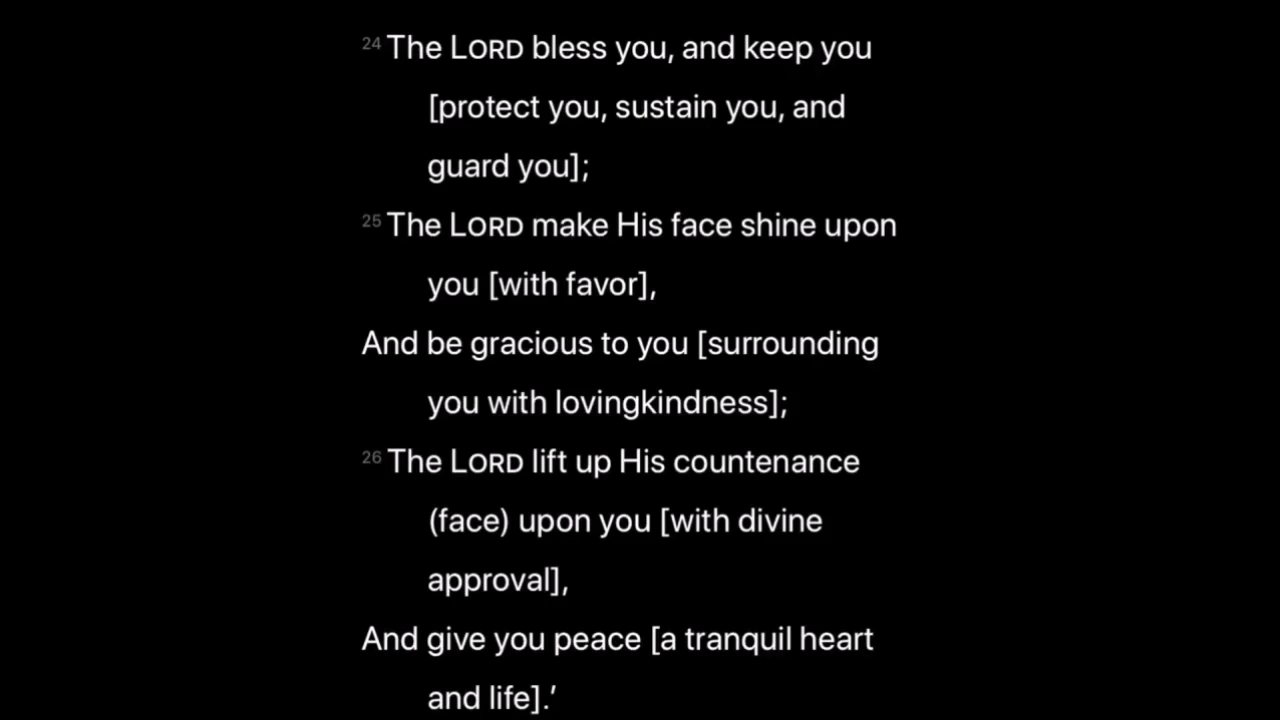 24 The LORD bless you, and keep you
[protect you, sustain you, and
guard you];
25 The LORD make His face shine upon
you [with favor],
And be gracious to you [surrounding
you with lovingkindness];
26 The LORD lift up His countenance
(face) upon you [with divine
approval],
And give you peace [a tranquil heart
and life].’